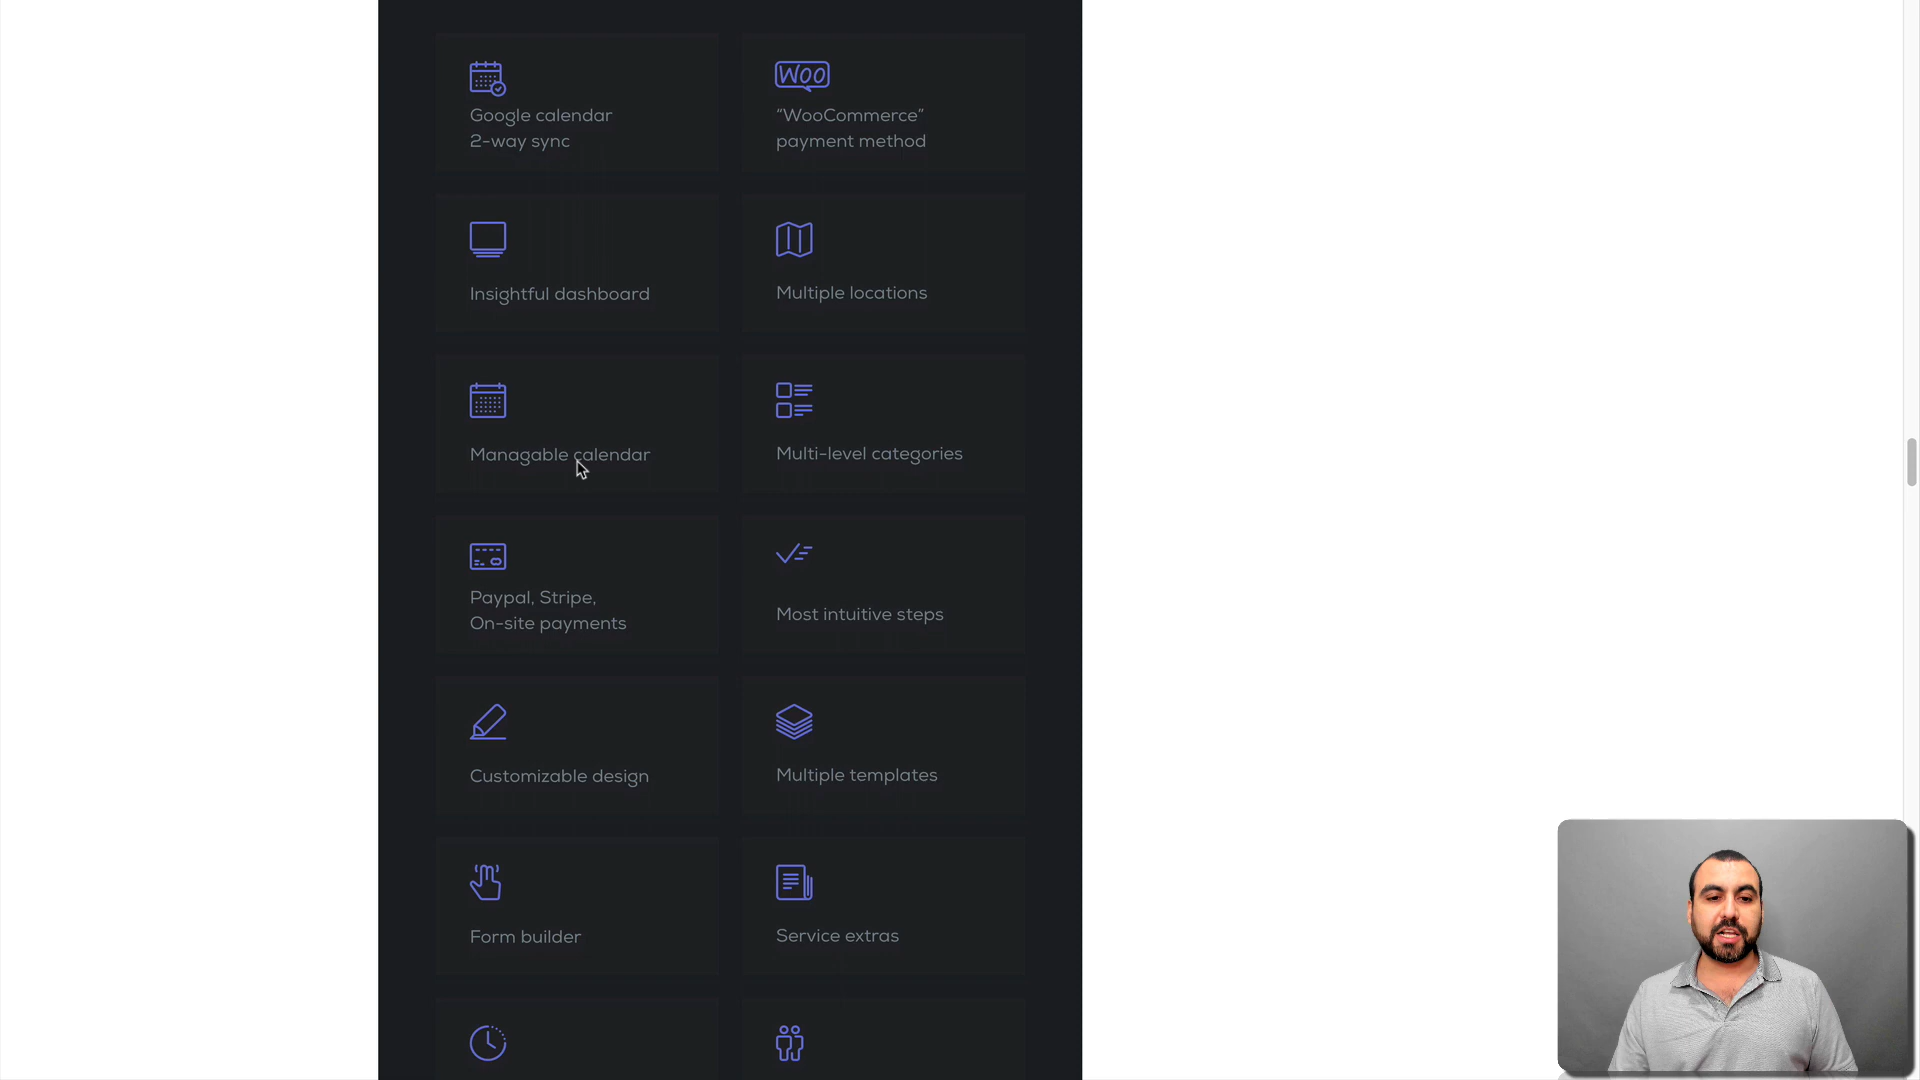 Woo
Google calendar
2-way sync
“WooCommerce”
payment method
Insightful dashboard
Multiple locations
Managable calendar
Multi-level categories
Paypal, Stripe,
On-site payments
Most intuitive steps
Customizable design
Multiple templates
Form builder
Service extras